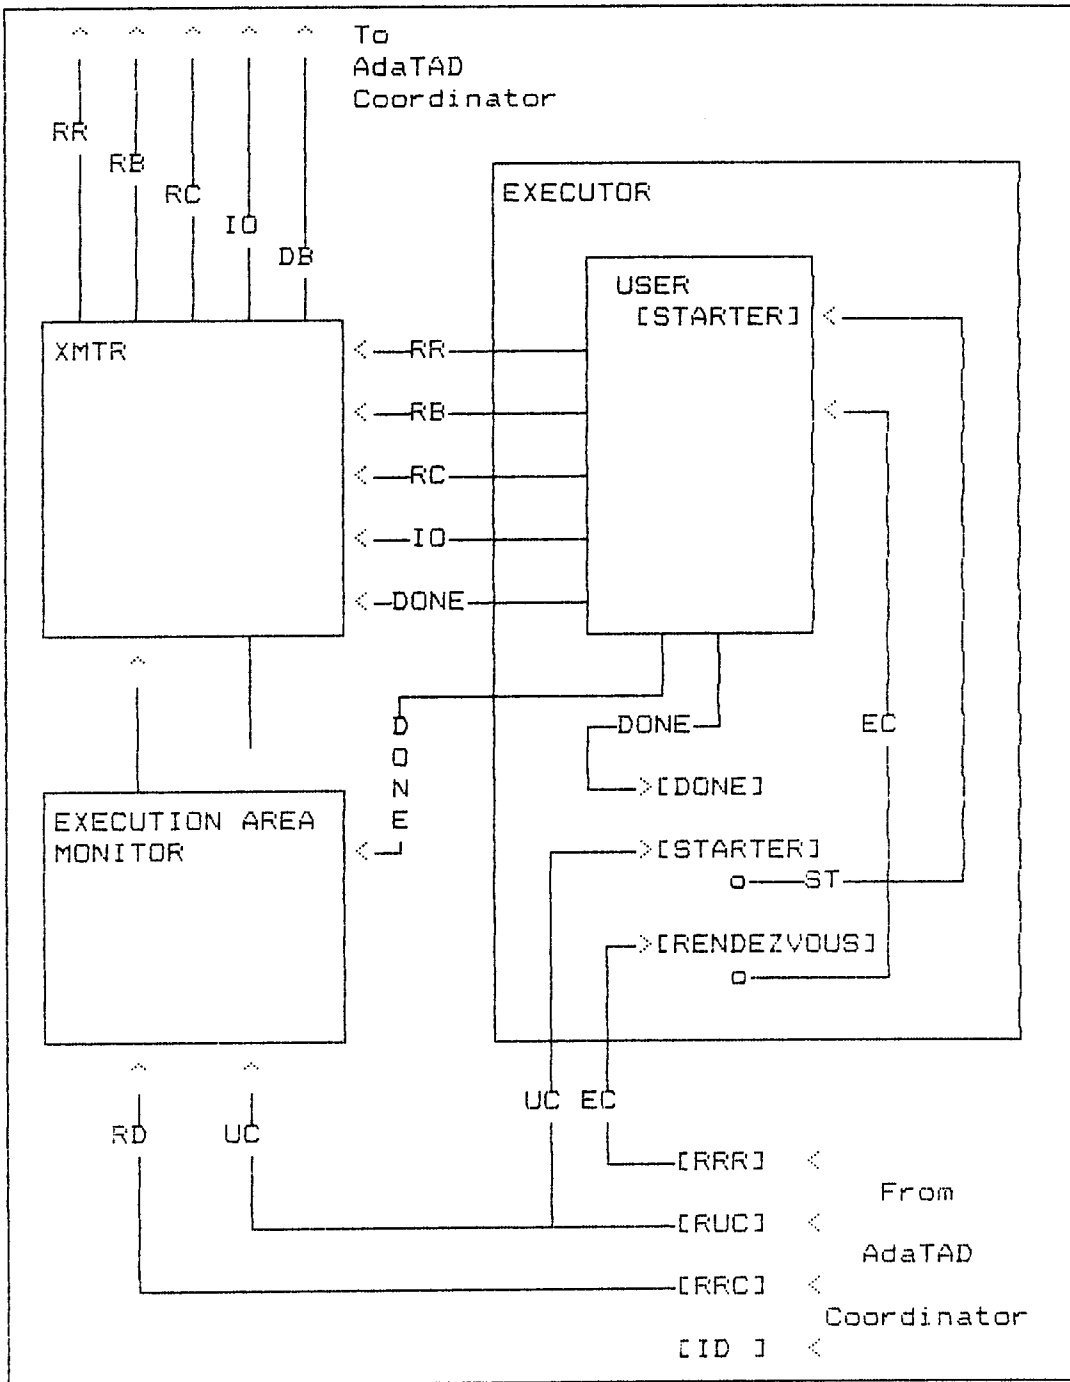 To
AdaTAD
Coordinator
RR
RB
RC
IO
DB
EXECUTOR
USER
[STARTER]
XMTR
RR
RB
RC
IO
DONE
DONE
DONE
EC
[DONE]
EXECUTION AREA
MONITOR
[STARTER]
ST
[RENDEZVOUS]
UC EC
RD UC
[RRR]
From
[RUC]
AdaTAD
[RRC]
Coordinator
[ID ]